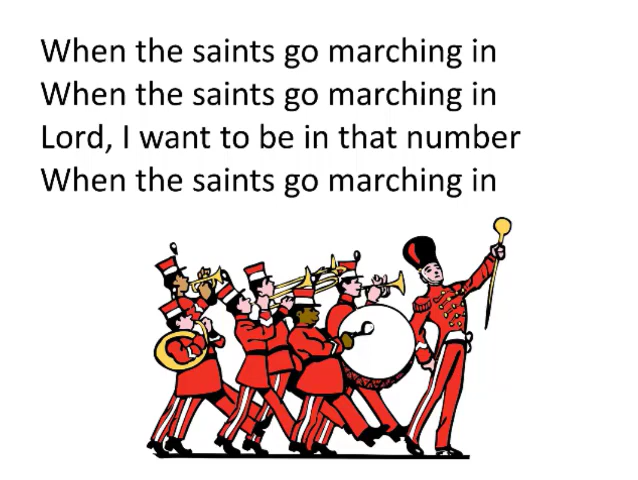 When the saints go marching in
When the saints go marching in
Lord, I want to be in that number
When the saints go marching in